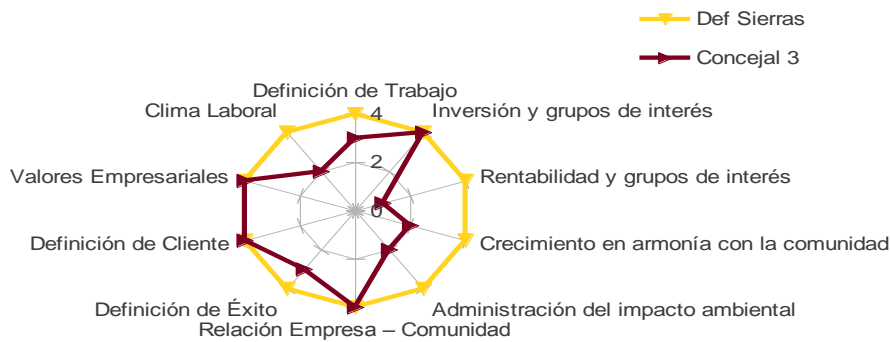 Def Sierras
Concejal 3
Definición de Trabajo
Clima Laboral
4
Inversión y grupos de interés
2
Valores Empresariales
Rentabilidad y grupos de interés
0
Definición de Cliente
Crecimiento en armonía con la comunidad
Definición de Éxito
Administración del impacto ambiental
Relación Empresa – Comunidad